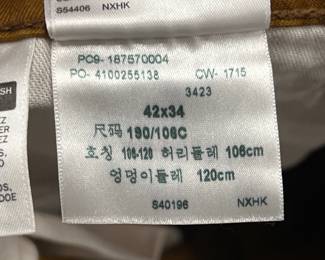 S54406 NXHK
PC9- 187570004
PO- 4100255138 CW- 1715
3423
42x34
尺码 190/106C
호칭 106-120 허리둘레 106cm
엉덩이둘레 120cm
S40196 NXHK
SH